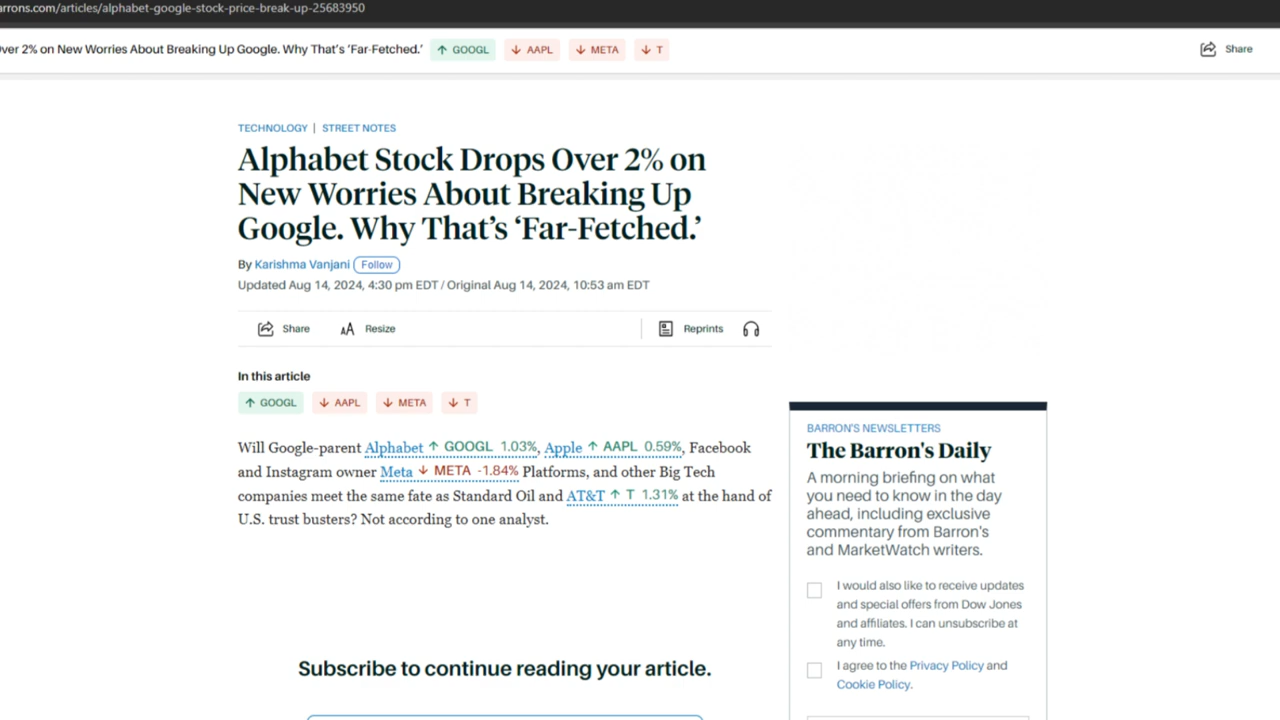 arrons.com/articles/alphabet-google-stock-price-break-up-25683950
ver 2% on New Worries About Breaking Up Google. Why That's 'Far-Fetched.' GOOGL AAPL META T Share
TECHNOLOGY | STREET NOTES
Alphabet Stock Drops Over 2% on
New Worries About Breaking Up
Google. Why That's 'Far-Fetched.'
By Karishma Vanjani Follow
Updated Aug 14, 2024, 4:30 pm EDT / Original Aug 14, 2024, 10:53 am EDT
Share AA Resize Reprints
In this article
GOOGL AAPL META T
Will Google-parent Alphabet GOOGL 1.03%, Apple AAPL 0.59%, Facebook
and Instagram owner Meta META -1.84% Platforms, and other Big Tech
companies meet the same fate as Standard Oil and AT&T T 1.31% at the hand of
U.S. trust busters? Not according to one analyst.
Subscribe to continue reading your article.
BARRON'S NEWSLETTERS
The Barron's Daily
A morning briefing on what
you need to know in the day
ahead, including exclusive
commentary from Barron's
and MarketWatch writers.
I would also like to receive updates
and special offers from Dow Jones
and affiliates. I can unsubscribe at
any time.
I agree to the Privacy Policy and
Cookie Policy.